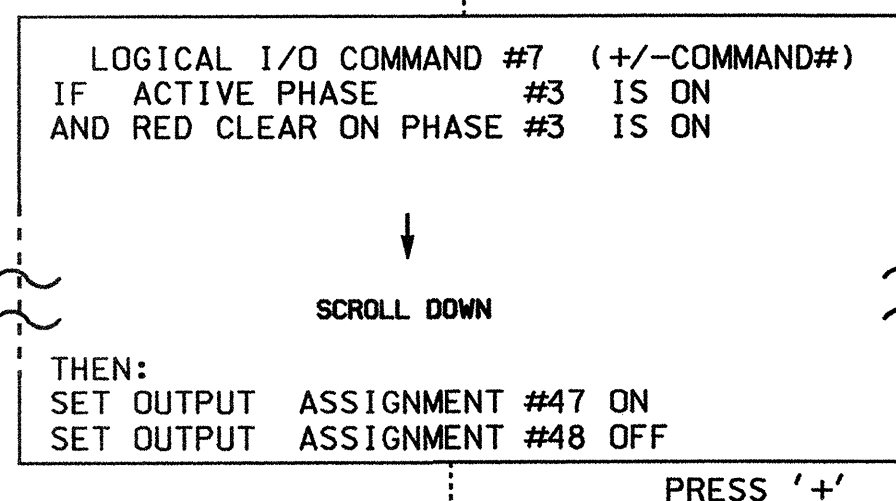 LOGICAL I/O COMMAND #7 (+/-COMMAND#)
IF ACTIVE PHASE #3 IS ON
AND RED CLEAR ON PHASE #3 IS ON
SCROLL DOWN
THEN:
SET OUTPUT ASSIGNMENT #47 ON
SET OUTPUT ASSIGNMENT #48 OFF
PRESS '+'